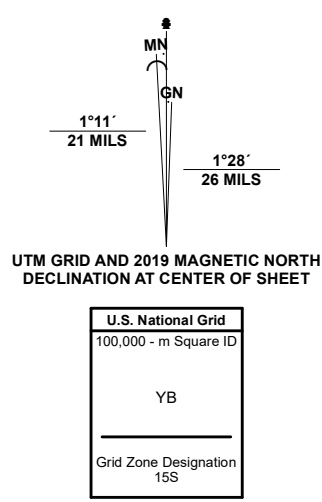 MN
GN
1°11´
21 MILS
1°28´
26 MILS
UTM GRID AND 2019 MAGNETIC NORTH
DECLINATION AT CENTER OF SHEET
U.S. National Grid
100,000 - m Square ID
YB
Grid Zone Designation
15S